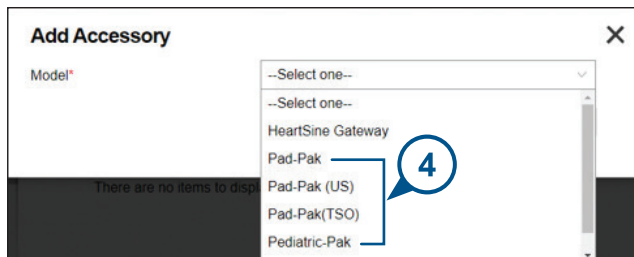 Add Accessory
Model*
--Select one--
--Select one--
HeartSine Gateway
Pad-Pak
4
There are no items to displ
Pad-Pak (US)
Pad-Pak(TSO)
Pediatric-Pak